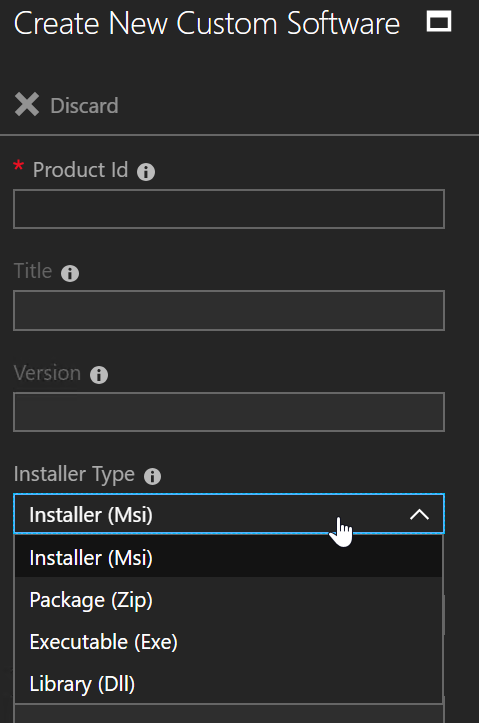 Create New Custom Software
Discard
* Product Id
Title
Version
Installer Type
Installer (Msi)
Installer (Msi)
Package (Zip)
Executable (Exe)
Library (Dll)